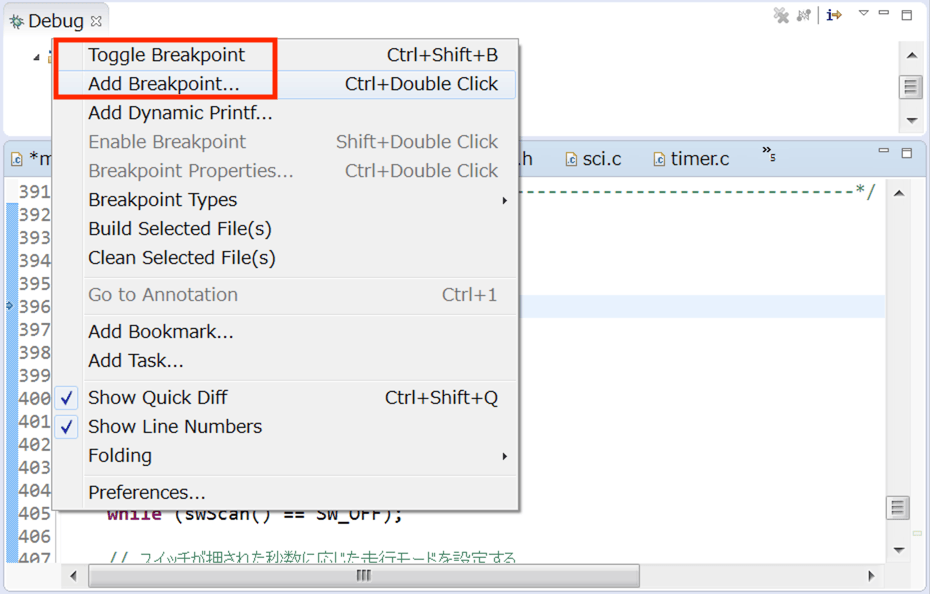 Debug
Toggle Breakpoint Ctrl+Shift+B
Add Breakpoint... Ctrl+Double Click
Add Dynamic Printf...
Enable Breakpoint Shift+Double Click
Breakpoint Properties... Ctrl+Double Click
Breakpoint Types
Build Selected File(s)
Clean Selected File(s)
Go to Annotation Ctrl+1
Add Bookmark...
Add Task...
Show Quick Diff Ctrl+Shift+Q
Show Line Numbers
Folding
Preferences...
*m .h sci.c timer.c »5
391 -----------------------------*/
392
393
394
395
396
397
398
399
400
401
402
403
404
405 while (swScan() == SW_OFF);
406
407 // スイッチが押された秒数に応じた走行モードを設定する